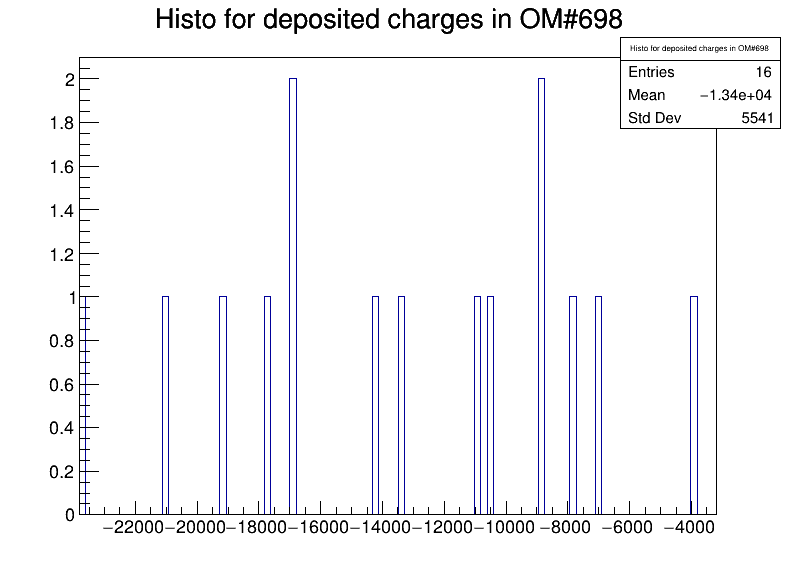 Histo for deposited charges in OM#698
Histo for deposited charges in OM#698
Entries 16
Mean −1.34e+04
Std Dev 5541
2
1.8
1.6
1.4
1.2
1
0.8
0.6
0.4
0.2
0
−22000 −20000 −18000 −16000 −14000 −12000 −10000 −8000 −6000 −4000